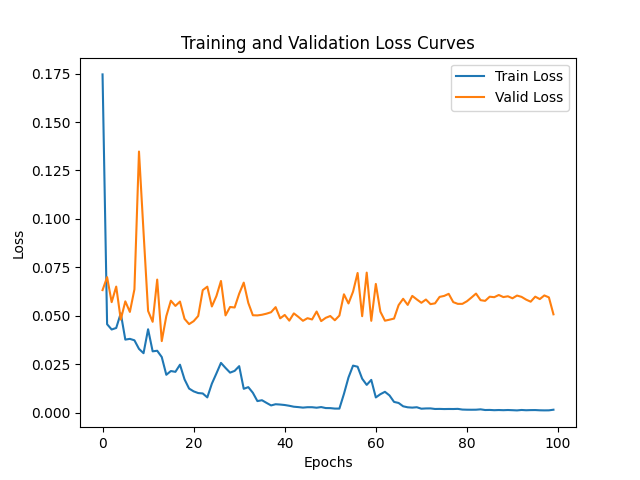 Training and Validation Loss Curves
Train Loss
Valid Loss
0.175
0.150
0.125
0.100
0.075
0.050
0.025
0.000
Loss
0 20 40 60 80 100
Epochs